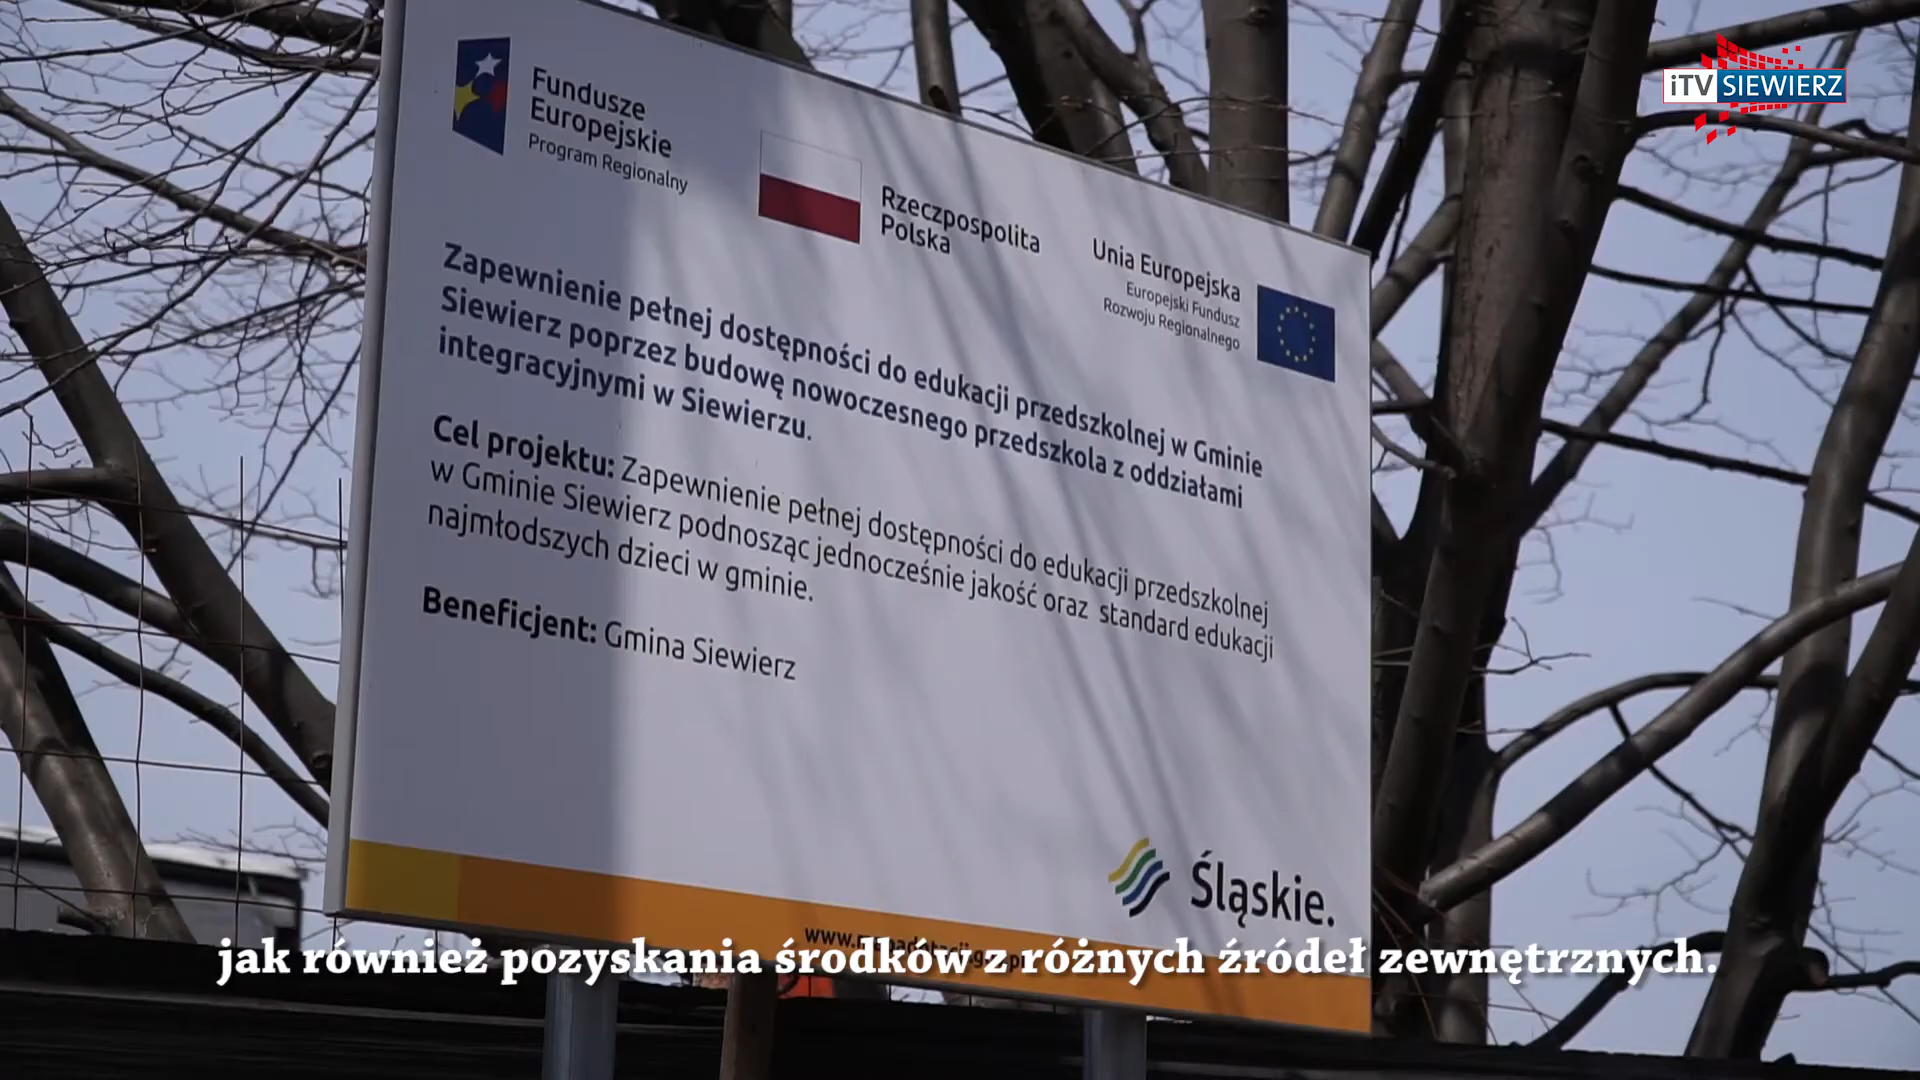 iTV SIEWIERZ
Fundusze
Europejskie
Program Regionalny
Rzeczpospolita
Polska
Unia Europejska
Europejski Fundusz
Rozwoju Regionalnego
Zapewnienie pełnej dostępności do edukacji przedszkolnej w Gminie
Siewierz poprzez budowę nowoczesnego przedszkola z oddziałami
integracyjnymi w Siewierzu.
Cel projektu: Zapewnienie pełnej dostępności do edukacji przedszkolnej
w Gminie Siewierz podnosząc jednocześnie jakość oraz standard edukacji
najmłodszych dzieci w gminie.
Beneficjent: Gmina Siewierz
Śląskie.
jak również pozyskania środków z różnych źródeł zewnętrznych.